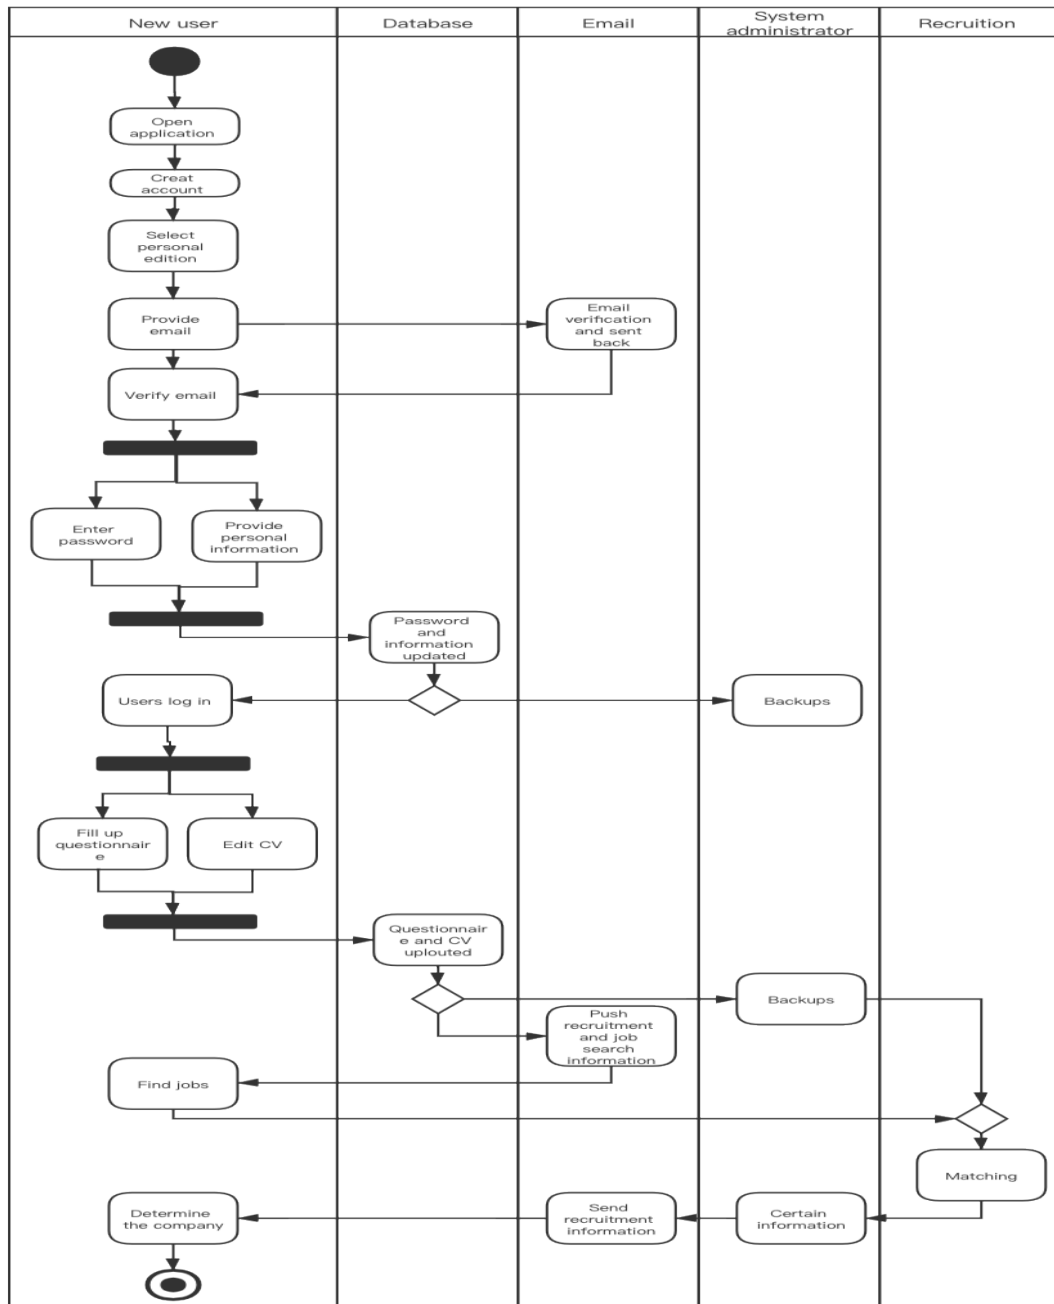 New user
Database
Email
System
administrator
Recruition
Open
application
Creat
account
Select
personal
edition
Provide
email
Email
verification
and sent
back
Verify email
Enter
password
Provide
personal
information
Password
and
information
updated
Users log in
Backups
Fill up
questionnair
e
Edit CV
Questionnair
e and CV
uplouted
Backups
Push
recruitment
and job
search
information
Find jobs
Matching
Determine
the company
Send
recruitment
information
Certain
information